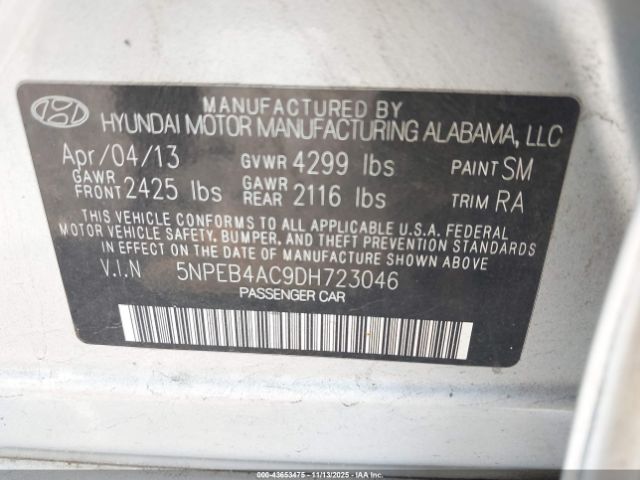 MANUFACTURED BY
HYUNDAI MOTOR MANUFACTURING ALABAMA, LLC
Apr/04/13 GVWR 4299 lbs PAINT SM
GAWR FRONT 2425 lbs GAWR REAR 2116 lbs TRIM RA
THIS VEHICLE CONFORMS TO ALL APPLICABLE U.S.A. FEDERAL
MOTOR VEHICLE SAFETY, BUMPER, AND THEFT PREVENTION STANDARDS
IN EFFECT ON THE DATE OF MANUFACTURE SHOWN ABOVE.
V.I.N 5NPEB4AC9DH723046
PASSENGER CAR
000-43653475 - 11/13/2025 - COPYRIGHT IAA, LLC.